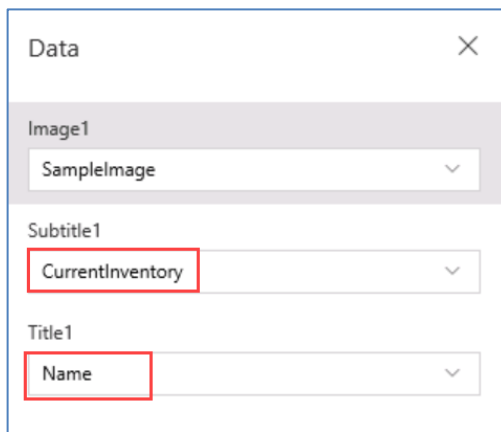 Data
Image1
SampleImage
Subtitle1
CurrentInventory
Title1
Name